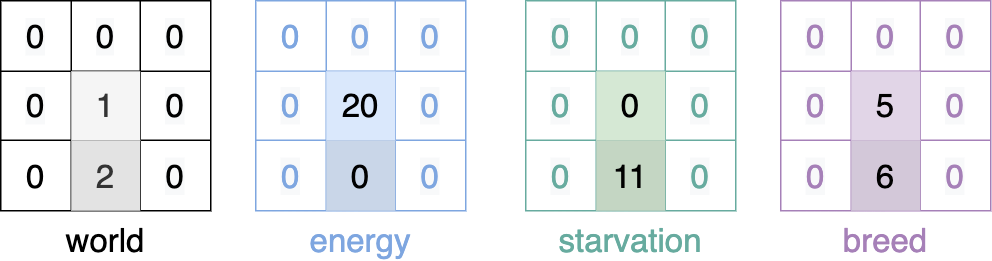 0 0 0 0 0 0 0 0 0 0 0 0
0 1 0 0 20 0 0 0 0 0 5 0
0 2 0 0 0 0 0 11 0 0 6 0
world energy starvation breed